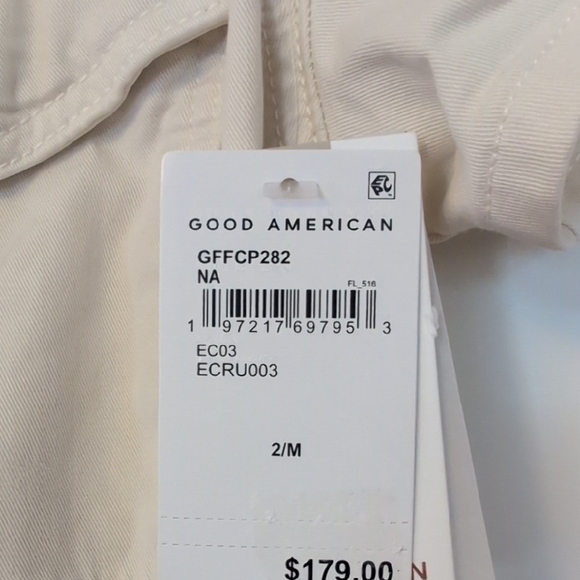 GOOD AMERICAN
GFFCP282
NA
FL_516
1 97217 69795 3
EC03
ECRU003
2/M
$179.00
N